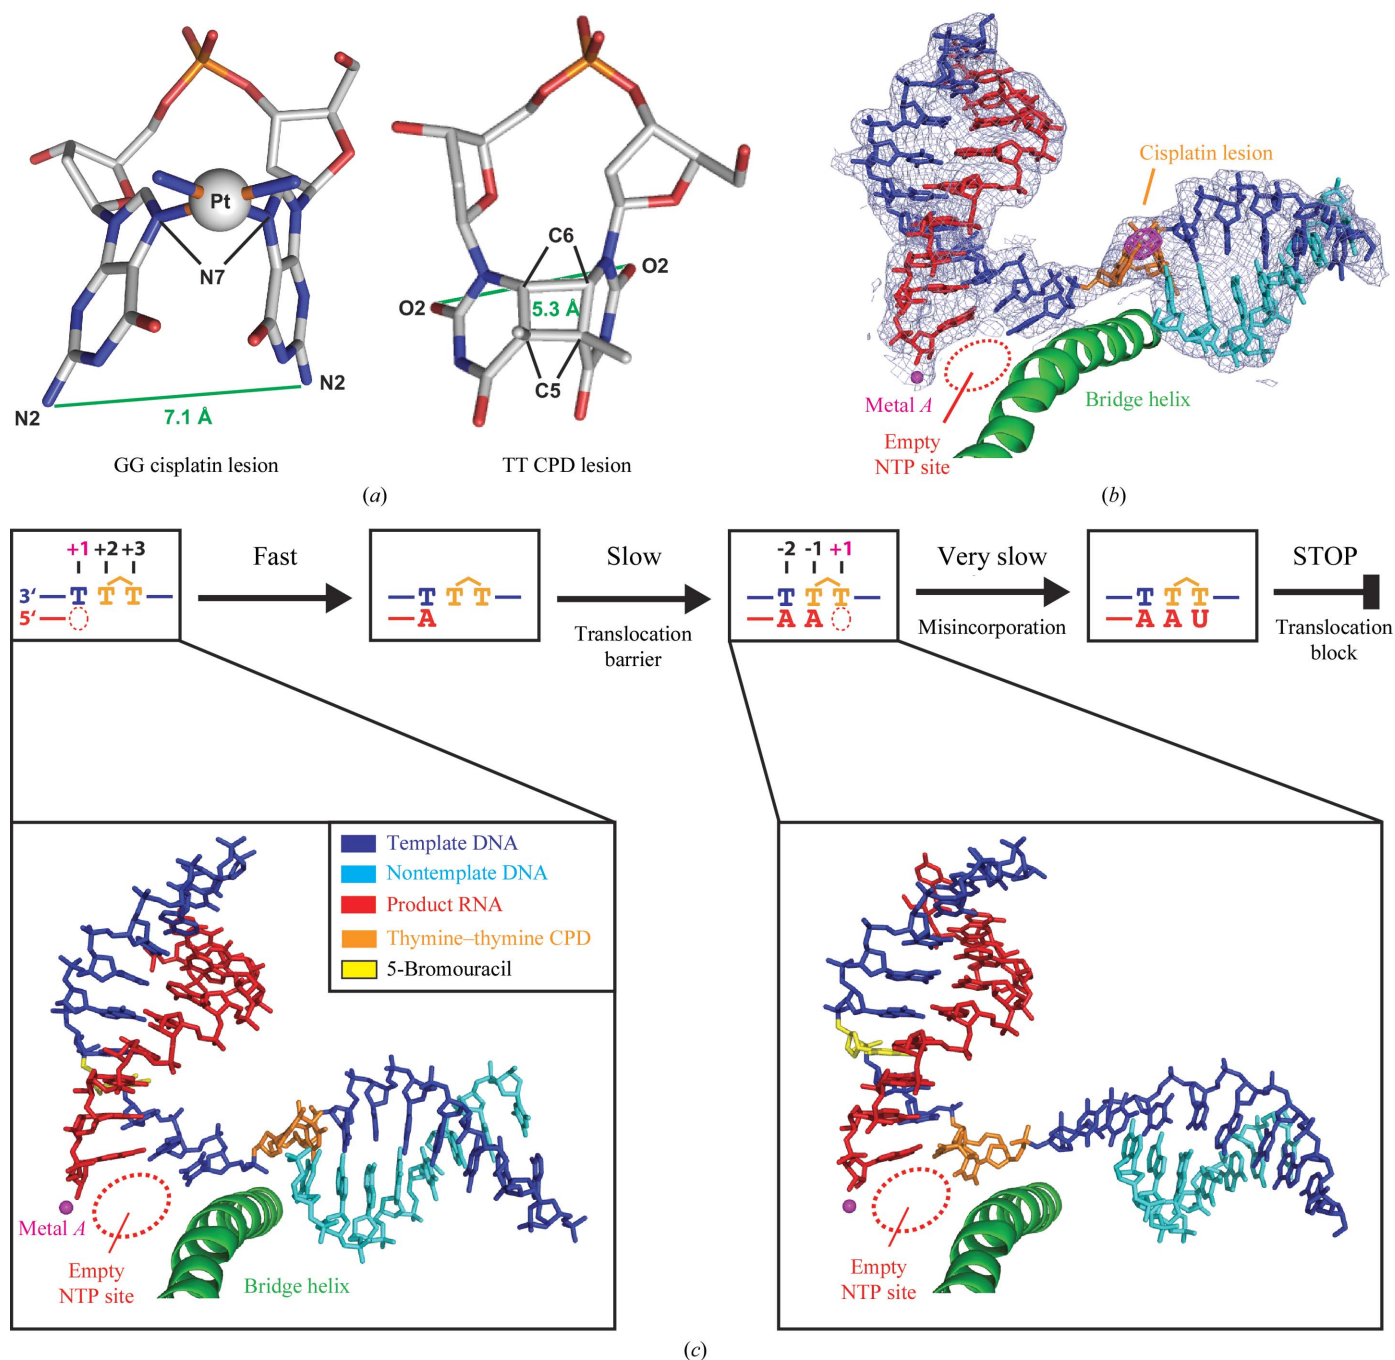 Pt
N7
N2
N2
7.1 Å
GG cisplatin lesion
C6
O2
O2
5.3 Å
C5
TT CPD lesion
(a)
Cisplatin lesion
Metal A
Bridge helix
Empty
NTP site
(b)
+1 +2 +3
3‘ T T T
5‘
Fast
T T T
A
Slow
Translocation
barrier
-2 -1 +1
T T T
A A
Very slow
Misincorporation
T T T
A A U
STOP
Translocation
block
Template DNA
Nontemplate DNA
Product RNA
Thymine–thymine CPD
5-Bromouracil
Metal A
Empty
NTP site
Bridge helix
Empty
NTP site
(c)